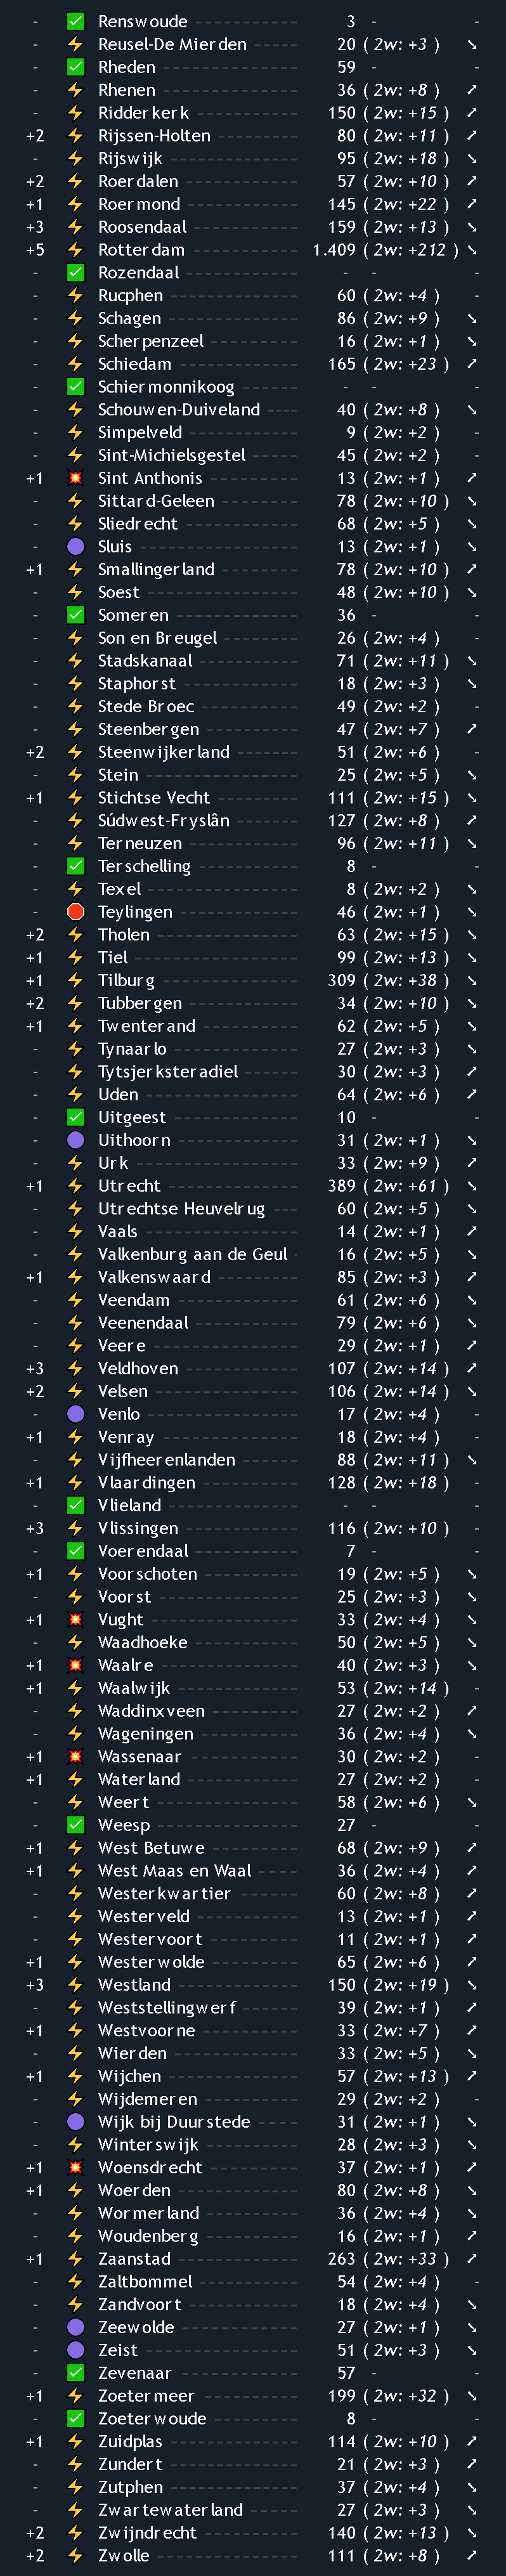 - ✅ Renswoude 3 - -
- ⚡ Reusel-De Mierden 20 (2w: +3) ↘
- ✅ Rheden 59 - -
- ⚡ Rhenen 36 (2w: +8) ↗
- ⚡ Ridderkerk 150 (2w: +15) ↗
+2 ⚡ Rijssen-Holten 80 (2w: +11) ↗
- ⚡ Rijswijk 95 (2w: +18) ↘
+2 ⚡ Roerdalen 57 (2w: +10) ↗
+1 ⚡ Roermond 145 (2w: +22) ↗
+3 ⚡ Roosendaal 159 (2w: +13) ↘
+5 ⚡ Rotterdam 1.409 (2w: +212) ↘
- ✅ Rozendaal - - -
- ⚡ Rucphen 60 (2w: +4) -
- ⚡ Schagen 86 (2w: +9) ↘
- ⚡ Scherpenzeel 16 (2w: +1) ↘
- ⚡ Schiedam 165 (2w: +23) ↗
- ✅ Schiermonnikoog - - -
- ⚡ Schouwen-Duiveland 40 (2w: +8) ↘
- ⚡ Simpelveld 9 (2w: +2) -
- ⚡ Sint-Michielsgestel 45 (2w: +2) -
+1 💥 Sint Anthonis 13 (2w: +1) ↗
- ⚡ Sittard-Geleen 78 (2w: +10) ↘
- ⚡ Sliedrecht 68 (2w: +5) ↘
- 🟣 Sluis 13 (2w: +1) ↘
+1 ⚡ Smallingerland 78 (2w: +10) ↗
- ⚡ Soest 48 (2w: +10) ↘
- ✅ Someren 36 - -
- ⚡ Son en Breugel 26 (2w: +4) -
- ⚡ Stadskanaal 71 (2w: +11) ↘
- ⚡ Staphorst 18 (2w: +3) ↘
- ⚡ Stede Broec 49 (2w: +2) -
- ⚡ Steenbergen 47 (2w: +7) ↗
+2 ⚡ Steenwijkerland 51 (2w: +6) -
- ⚡ Stein 25 (2w: +5) ↘
+1 ⚡ Stichtse Vecht 111 (2w: +15) ↘
- ⚡ Súdwest-Fryslân 127 (2w: +8) ↗
- ⚡ Terneuzen 96 (2w: +11) ↘
- ✅ Terschelling 8 - -
- ⚡ Texel 8 (2w: +2) ↘
- 🛑 Teylingen 46 (2w: +1) ↘
+2 ⚡ Tholen 63 (2w: +15) ↘
+1 ⚡ Tiel 99 (2w: +13) ↘
+1 ⚡ Tilburg 309 (2w: +38) ↘
+2 ⚡ Tubbergen 34 (2w: +10) ↘
+1 ⚡ Twenterand 62 (2w: +5) ↘
- ⚡ Tynaarlo 27 (2w: +3) ↘
- ⚡ Tytsjerksteradiel 30 (2w: +3) ↗
- ⚡ Uden 64 (2w: +6) ↗
- ✅ Uitgeest 10 - -
- 🟣 Uithoorn 31 (2w: +1) ↘
- ⚡ Urk 33 (2w: +9) ↗
+1 ⚡ Utrecht 389 (2w: +61) ↘
- ⚡ Utrechtse Heuvelrug 60 (2w: +5) ↘
- ⚡ Vaals 14 (2w: +1) ↗
- ⚡ Valkenburg aan de Geul 16 (2w: +5) ↘
+1 ⚡ Valkenswaard 85 (2w: +3) ↗
- ⚡ Veendam 61 (2w: +6) ↘
- ⚡ Veenendaal 79 (2w: +6) ↘
- ⚡ Veere 29 (2w: +1) ↗
+3 ⚡ Veldhoven 107 (2w: +14) ↗
+2 ⚡ Velsen 106 (2w: +14) ↘
- 🟣 Venlo 17 (2w: +4) -
+1 ⚡ Venray 18 (2w: +4) -
- ⚡ Vijfheerenlanden 88 (2w: +11) ↘
+1 ⚡ Vlaardingen 128 (2w: +18) -
- ✅ Vlieland - - -
+3 ⚡ Vlissingen 116 (2w: +10) -
- ✅ Voerendaal 7 - -
+1 ⚡ Voorschoten 19 (2w: +5) ↘
- ⚡ Voorst 25 (2w: +3) ↘
+1 💥 Vught 33 (2w: +4) ↘
- ⚡ Waadhoeke 50 (2w: +5) ↘
+1 💥 Waalre 40 (2w: +3) ↘
+1 ⚡ Waalwijk 53 (2w: +14) -
- ⚡ Waddinxveen 27 (2w: +2) ↗
- ⚡ Wageningen 36 (2w: +4) ↘
+1 💥 Wassenaar 30 (2w: +2) -
+1 ⚡ Waterland 27 (2w: +2) -
- ⚡ Weert 58 (2w: +6) ↘
- ✅ Weesp 27 - -
+1 ⚡ West Betuwe 68 (2w: +9) ↗
+1 ⚡ West Maas en Waal 36 (2w: +4) ↗
- ⚡ Westerkwartier 60 (2w: +8) ↗
- ⚡ Westerveld 13 (2w: +1) ↗
- ⚡ Westervoort 11 (2w: +1) ↗
+1 ⚡ Westerwolde 65 (2w: +6) ↗
+3 ⚡ Westland 150 (2w: +19) ↘
- ⚡ Weststellingwerf 39 (2w: +1) ↗
+1 ⚡ Westvoorne 33 (2w: +7) ↗
- ⚡ Wierden 33 (2w: +5) ↘
+1 ⚡ Wijchen 57 (2w: +13) ↗
- ⚡ Wijdemeren 29 (2w: +2) -
- 🟣 Wijk bij Duurstede 31 (2w: +1) ↘
- ⚡ Winterswijk 28 (2w: +3) ↘
+1 💥 Woensdrecht 37 (2w: +1) ↗
+1 ⚡ Woerden 80 (2w: +8) ↘
- ⚡ Wormerland 36 (2w: +4) ↘
- ⚡ Woudenberg 16 (2w: +1) ↗
+1 ⚡ Zaanstad 263 (2w: +33) ↗
- ⚡ Zaltbommel 54 (2w: +4) -
- ⚡ Zandvoort 18 (2w: +4) ↘
- 🟣 Zeewolde 27 (2w: +1) ↘
- 🟣 Zeist 51 (2w: +3) ↘
- ✅ Zevenaar 57 - -
+1 ⚡ Zoetermeer 199 (2w: +32) ↘
- ✅ Zoeterwoude 8 - -
+1 ⚡ Zuidplas 114 (2w: +10) ↗
- ⚡ Zundert 21 (2w: +3) ↗
- ⚡ Zutphen 37 (2w: +4) ↘
- ⚡ Zwartewaterland 27 (2w: +3) ↘
+2 ⚡ Zwijndrecht 140 (2w: +13) ↘
+2 ⚡ Zwolle 111 (2w: +8) ↗